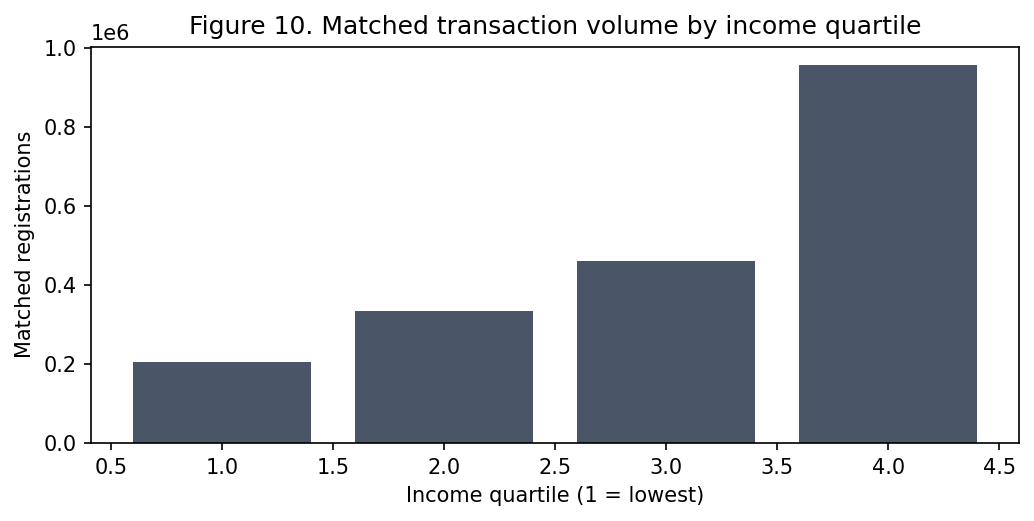 Figure 10. Matched transaction volume by income quartile
1e6
1.0
0.8
0.6
0.4
0.2
0.0
Matched registrations
0.5 1.0 1.5 2.0 2.5 3.0 3.5 4.0 4.5
Income quartile (1 = lowest)